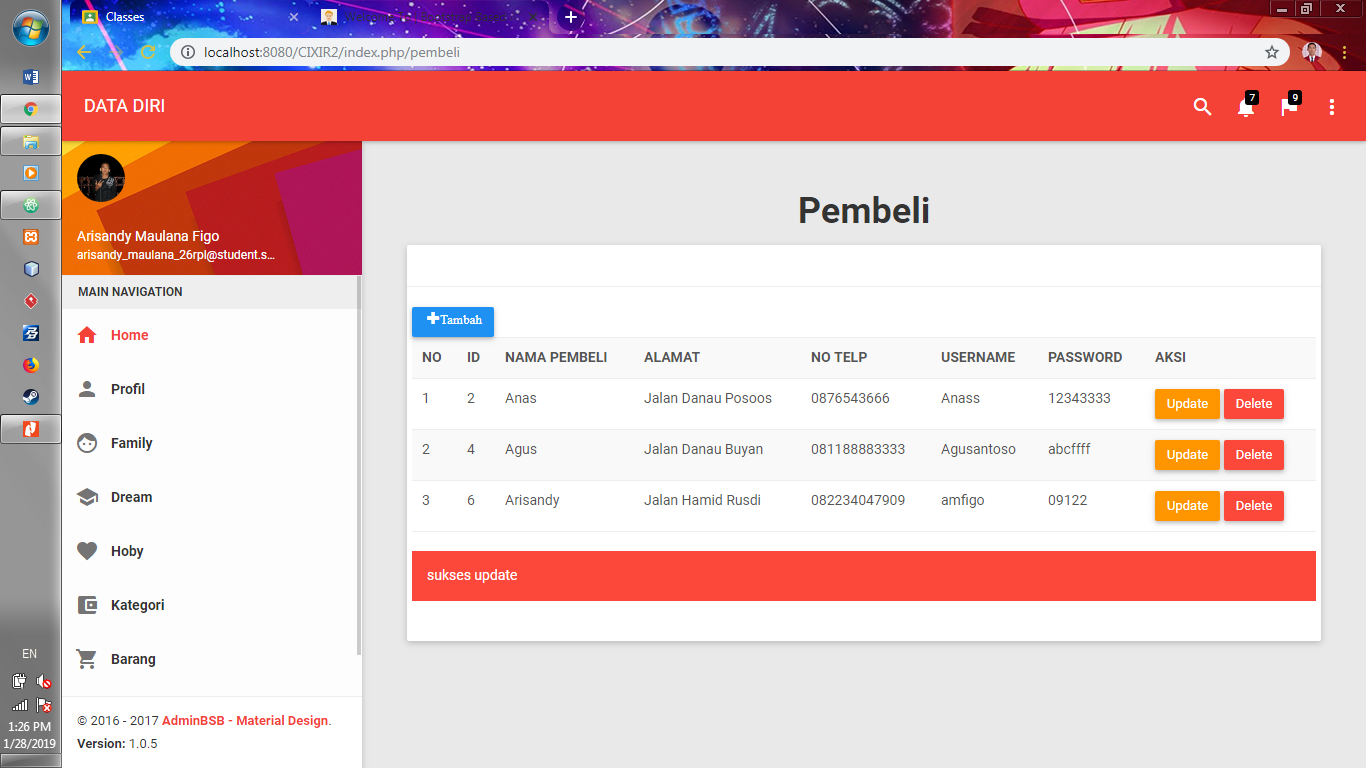 Classes
localhost:8080/CIXIR2/index.php/pembeli
DATA DIRI
7
9
Arisandy Maulana Figo
arisandy_maulana_26rpl@student.s...
MAIN NAVIGATION
Home
Profil
Family
Dream
Hoby
Kategori
Barang
© 2016 - 2017 AdminBSB - Material Design.
Version: 1.0.5
Pembeli
Tambah
NO ID NAMA PEMBELI ALAMAT NO TELP USERNAME PASSWORD AKSI
1 2 Anas Jalan Danau Posoos 0876543666 Anass 12343333 Update Delete
2 4 Agus Jalan Danau Buyan 081188883333 Agusantoso abcffff Update Delete
3 6 Arisandy Jalan Hamid Rusdi 082234047909 amfigo 09122 Update Delete
sukses update
EN
1:26 PM
1/28/2019